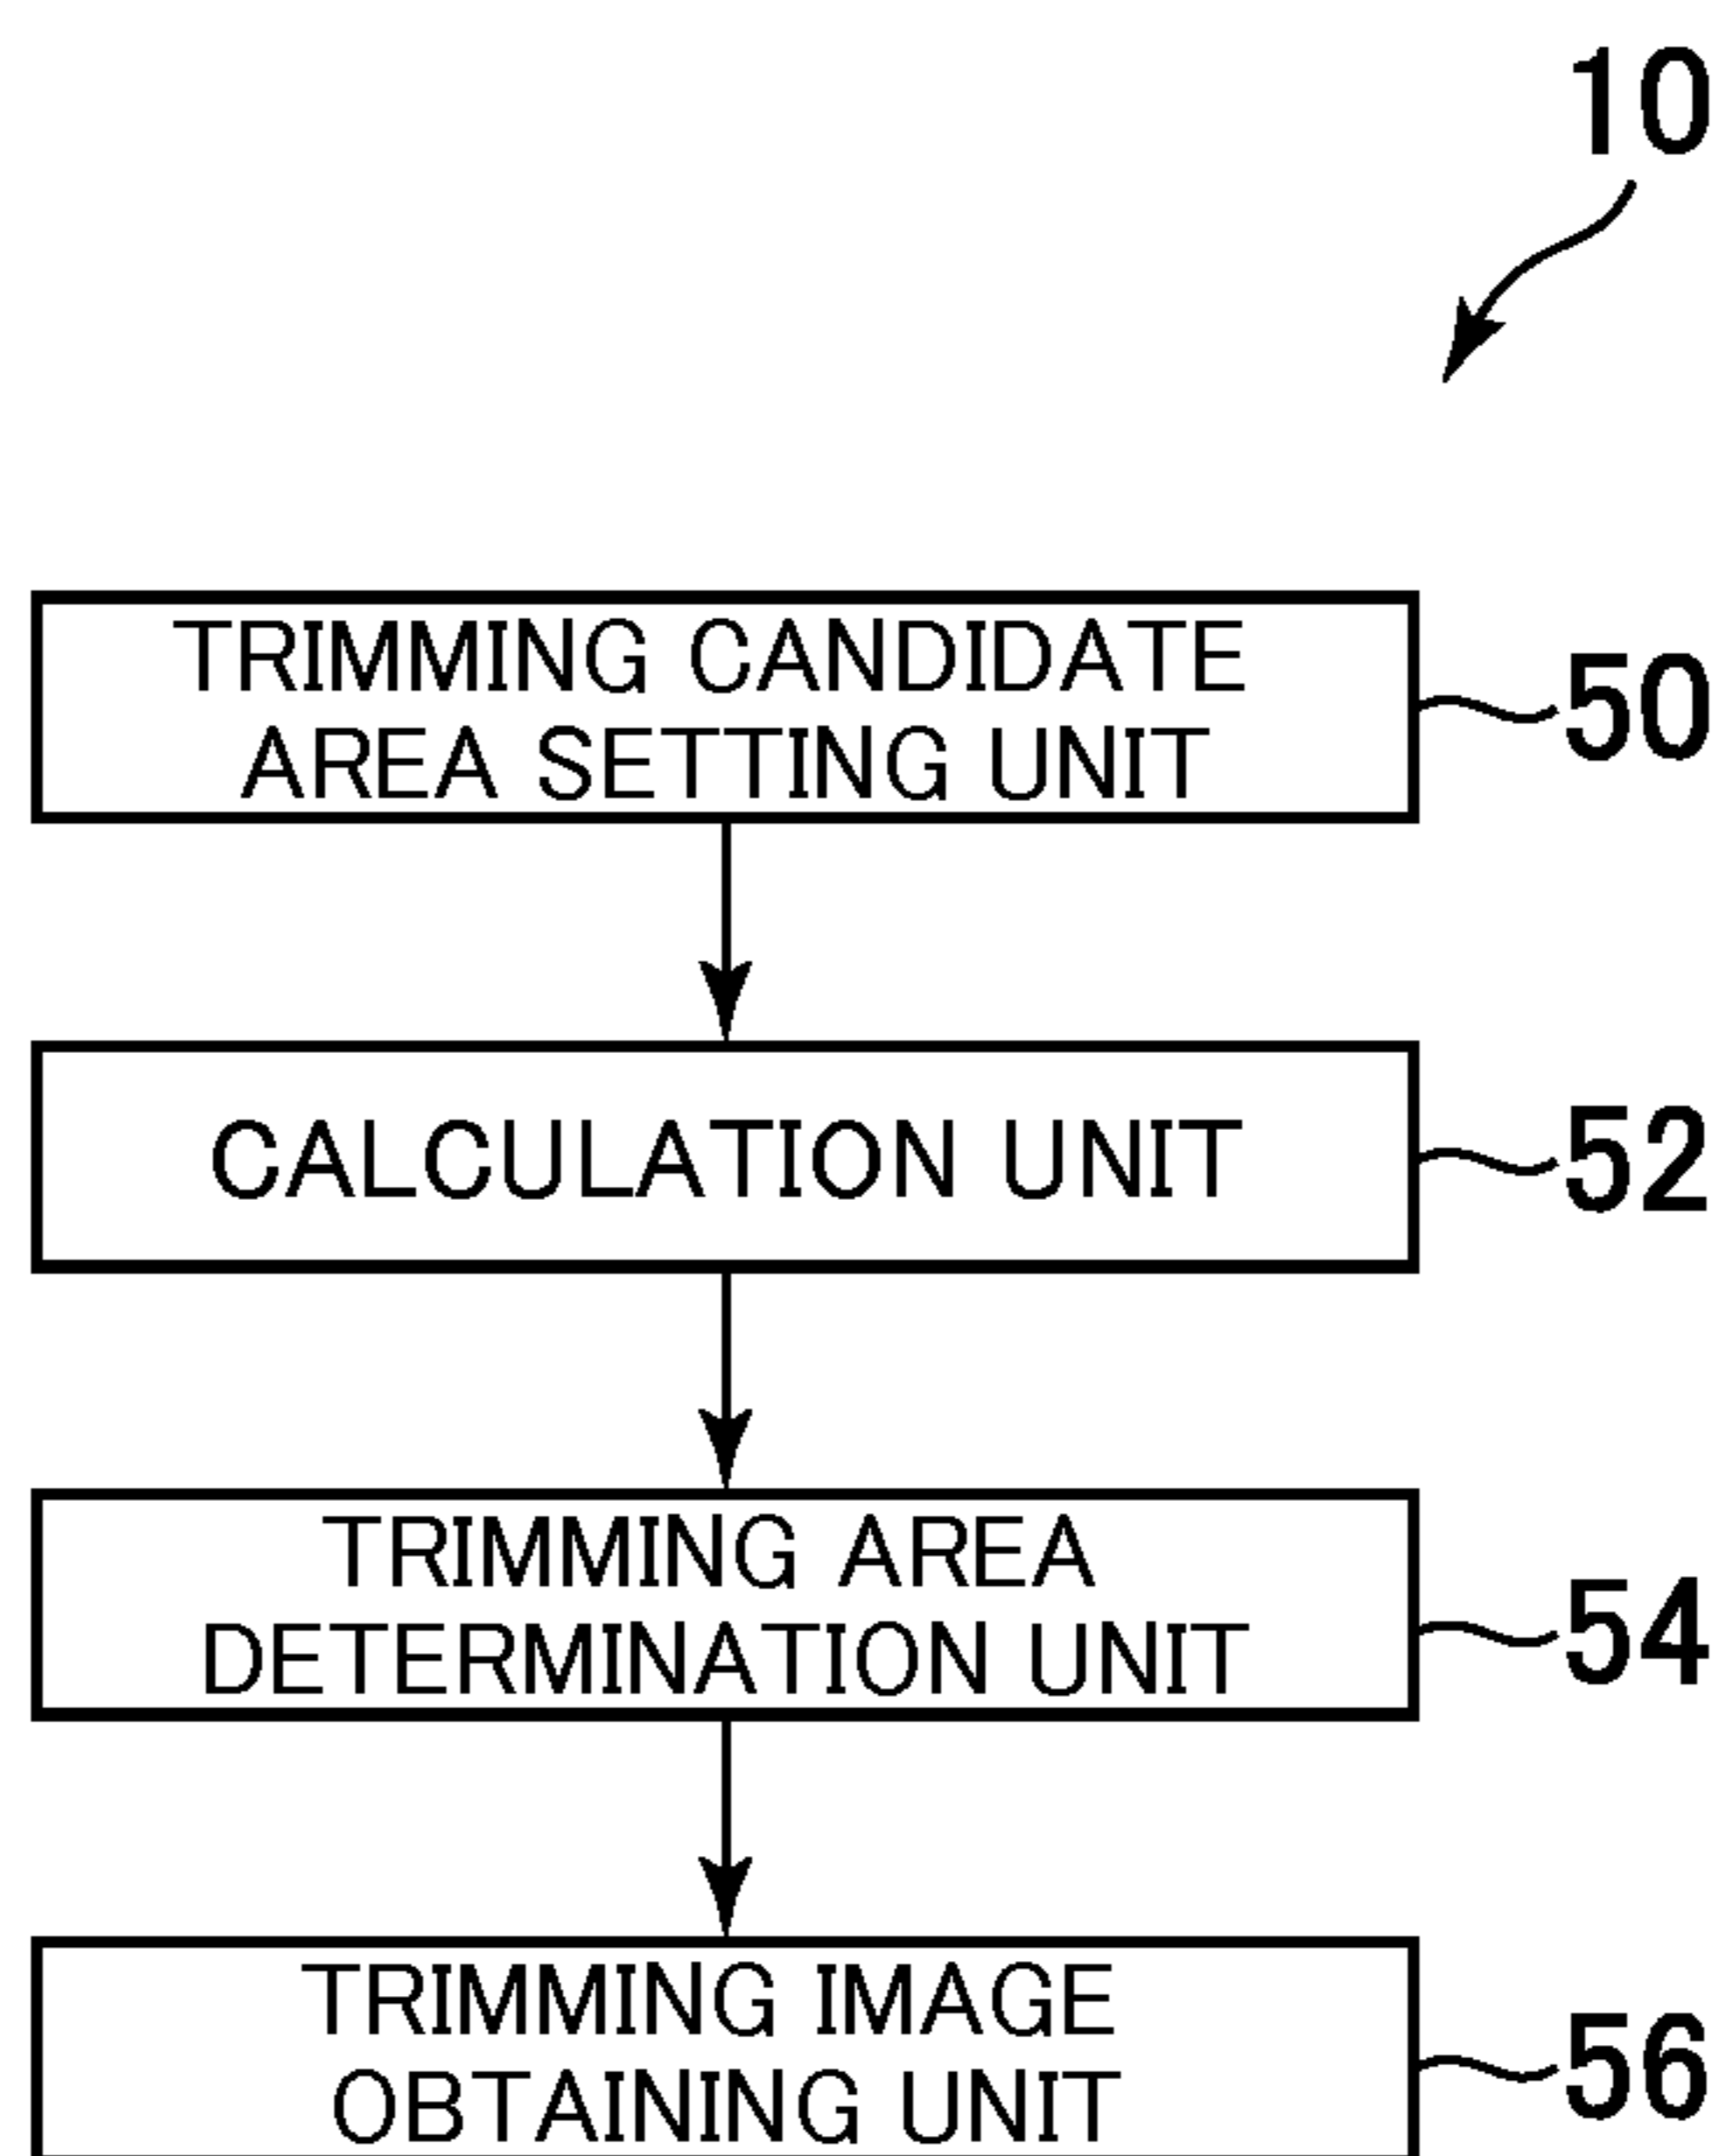 10
TRIMMING CANDIDATE
AREA SETTING UNIT
50
CALCULATION UNIT
52
TRIMMING AREA
DETERMINATION UNIT
54
TRIMMING IMAGE
OBTAINING UNIT
56